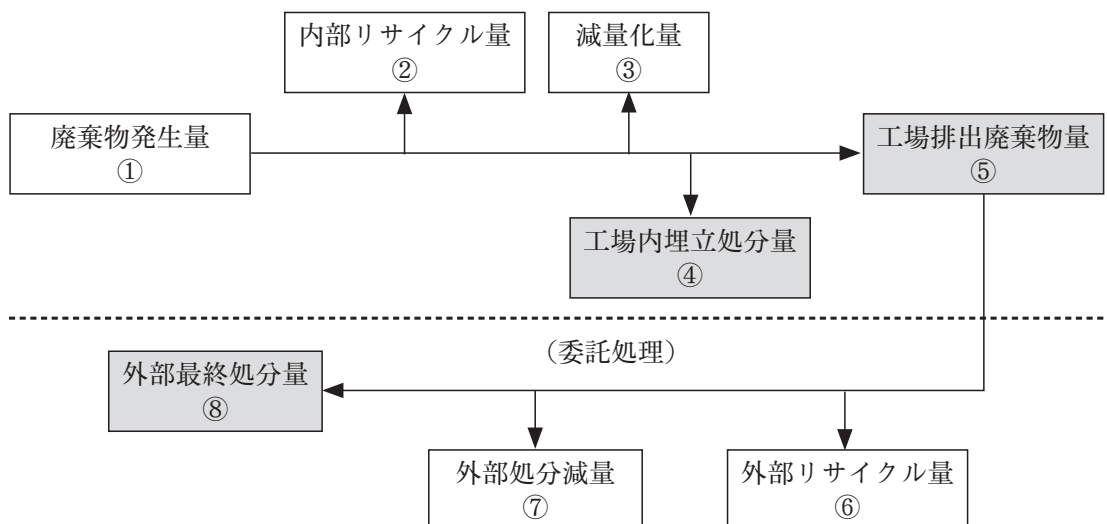 内部リサイクル量
②
減量化量
③
廃棄物発生量
①
工場排出廃棄物量
⑤
工場内埋立処分量
④
（委託処理）
外部最終処分量
⑧
外部処分減量
⑦
外部リサイクル量
⑥